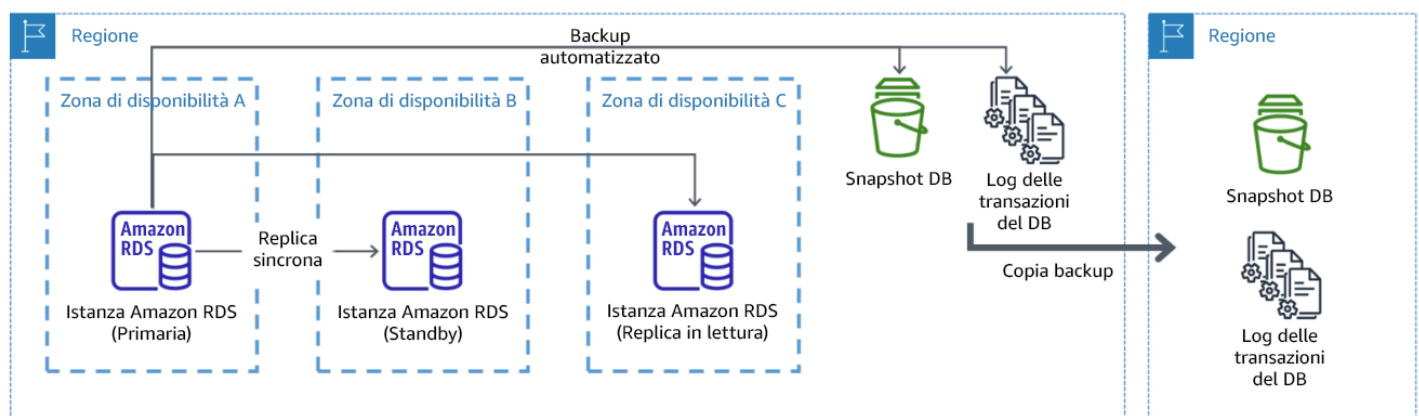 Regione
Backup
automatizzato
Regione
Zona di disponibilità A
Zona di disponibilità B
Zona di disponibilità C
Snapshot DB
Log delle
transazioni
del DB
Snapshot DB
Amazon
RDS
Replica
sincrona
Amazon
RDS
Amazon
RDS
Copia backup
Istanza Amazon RDS
(Primaria)
Istanza Amazon RDS
(Standby)
Istanza Amazon RDS
(Replica in lettura)
Log delle
transazioni
del DB